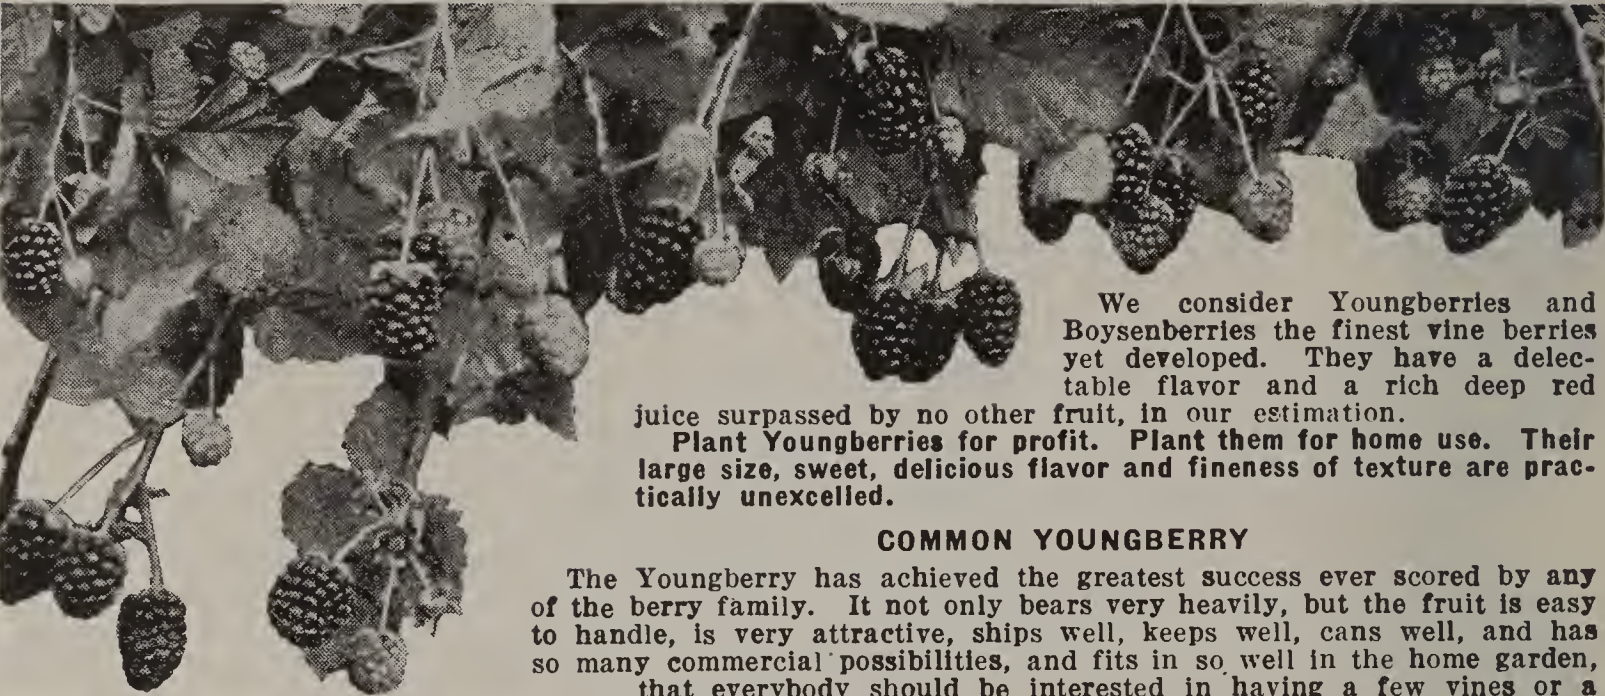 We consider Youngberries and
Boysenberries the finest vine berries
yet developed. They have a delec-
table flavor and a rich deep red
juice surpassed by no other fruit, in our estimation.
Plant Youngberries for profit. Plant them for home use. Their
large size, sweet, delicious flavor and fineness of texture are prac-
tically unexcelled.
COMMON YOUNGBERRY
The Youngberry has achieved the greatest success ever scored by any
of the berry family. It not only bears very heavily, but the fruit is easy
to handle, is very attractive, ships well, keeps well, cans well, and has
so many commercial possibilities, and fits in so well in the home garden,
that everybody should be interested in having a few vines or a